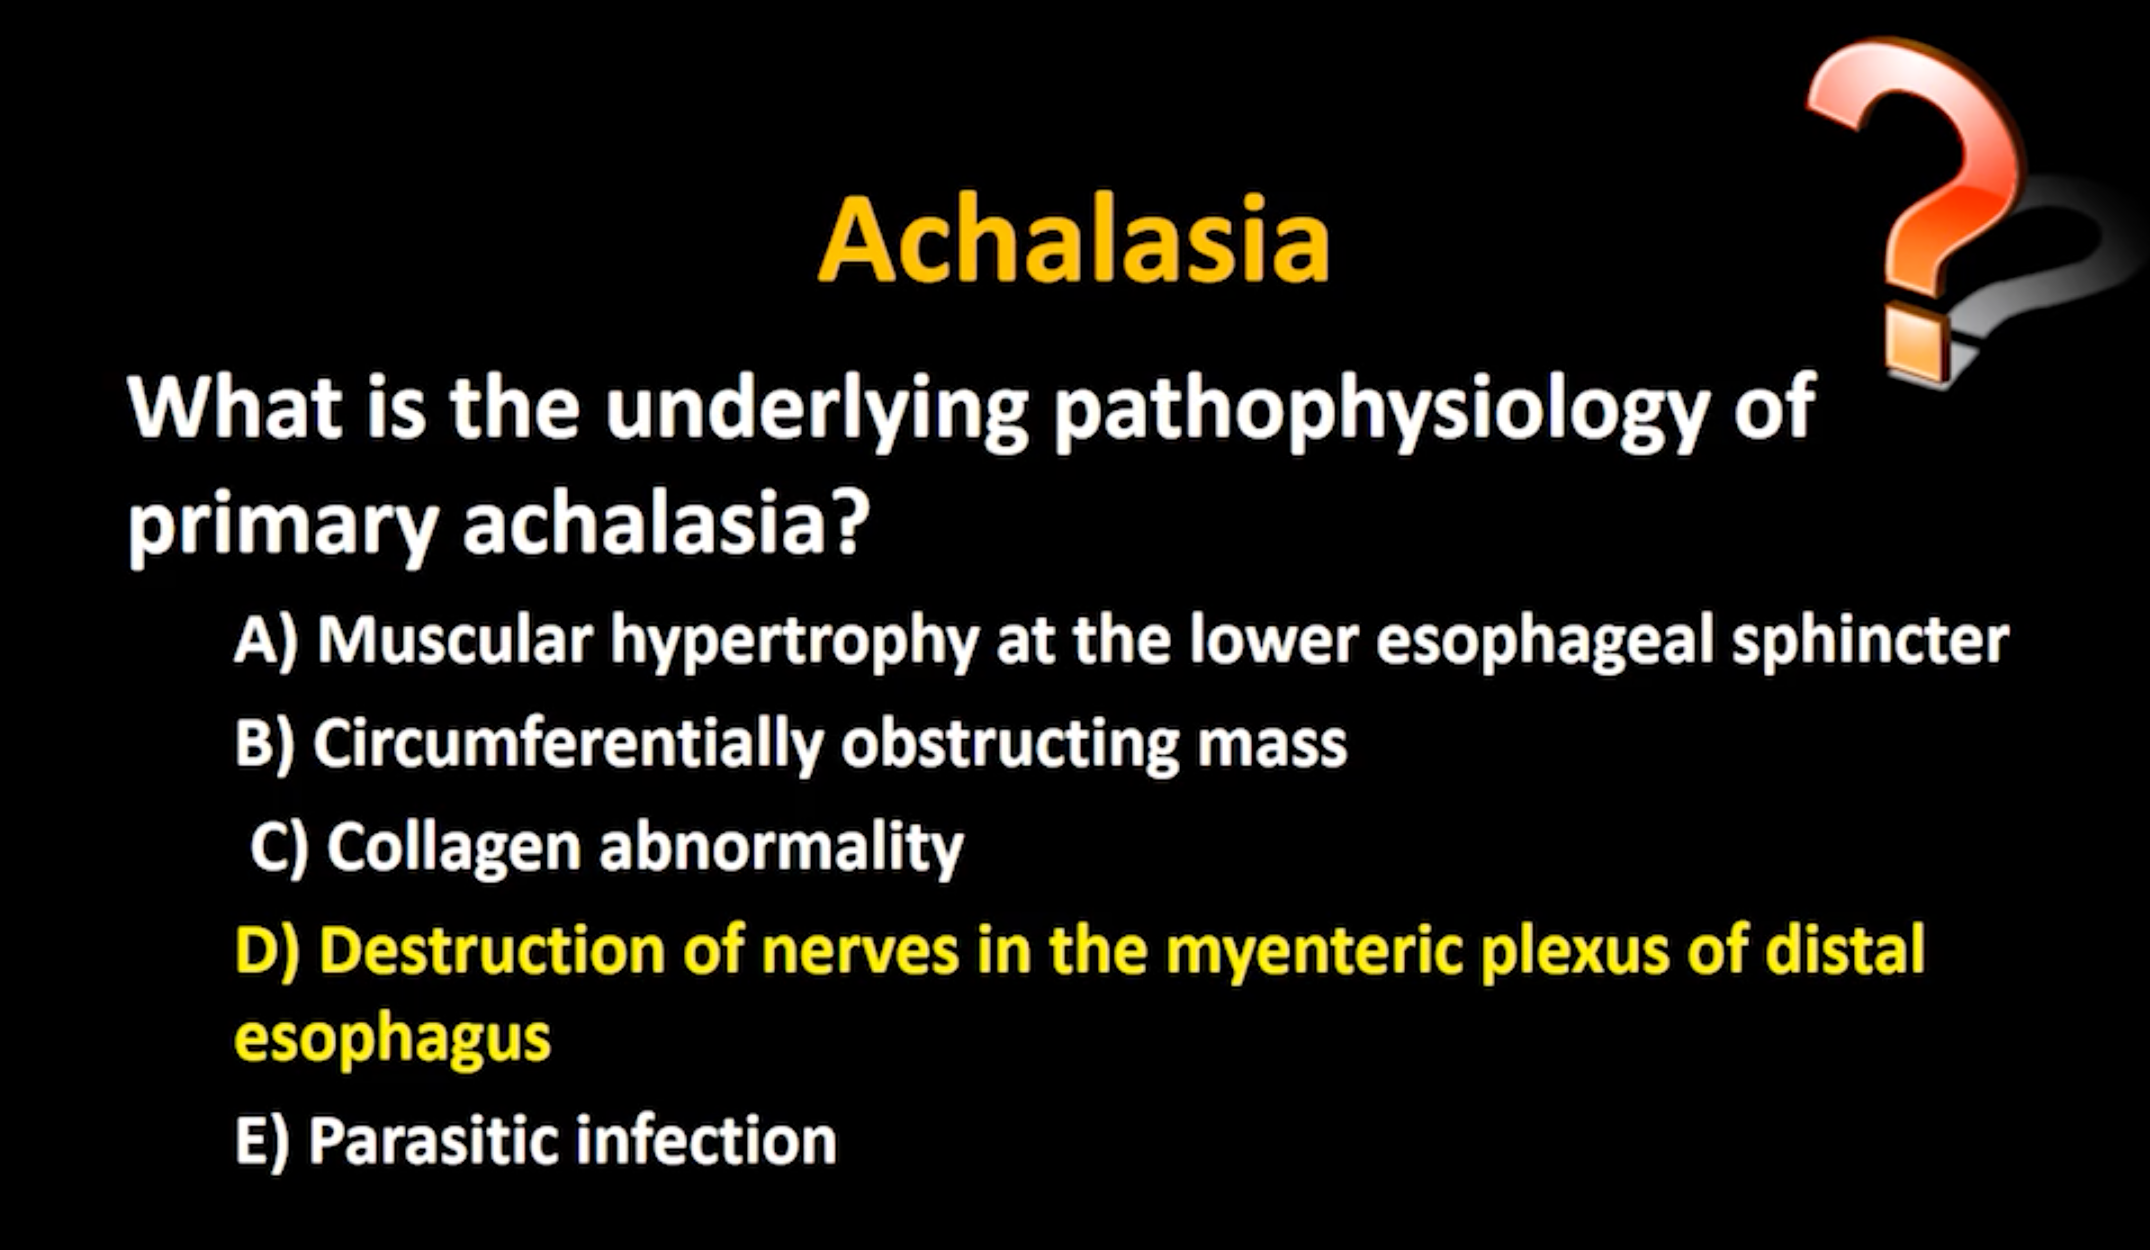 Achalasia
What is the underlying pathophysiology of
primary achalasia?
A) Muscular hypertrophy at the lower esophageal sphincter
B) Circumferentially obstructing mass
C) Collagen abnormality
D) Destruction of nerves in the myenteric plexus of distal
esophagus
E) Parasitic infection